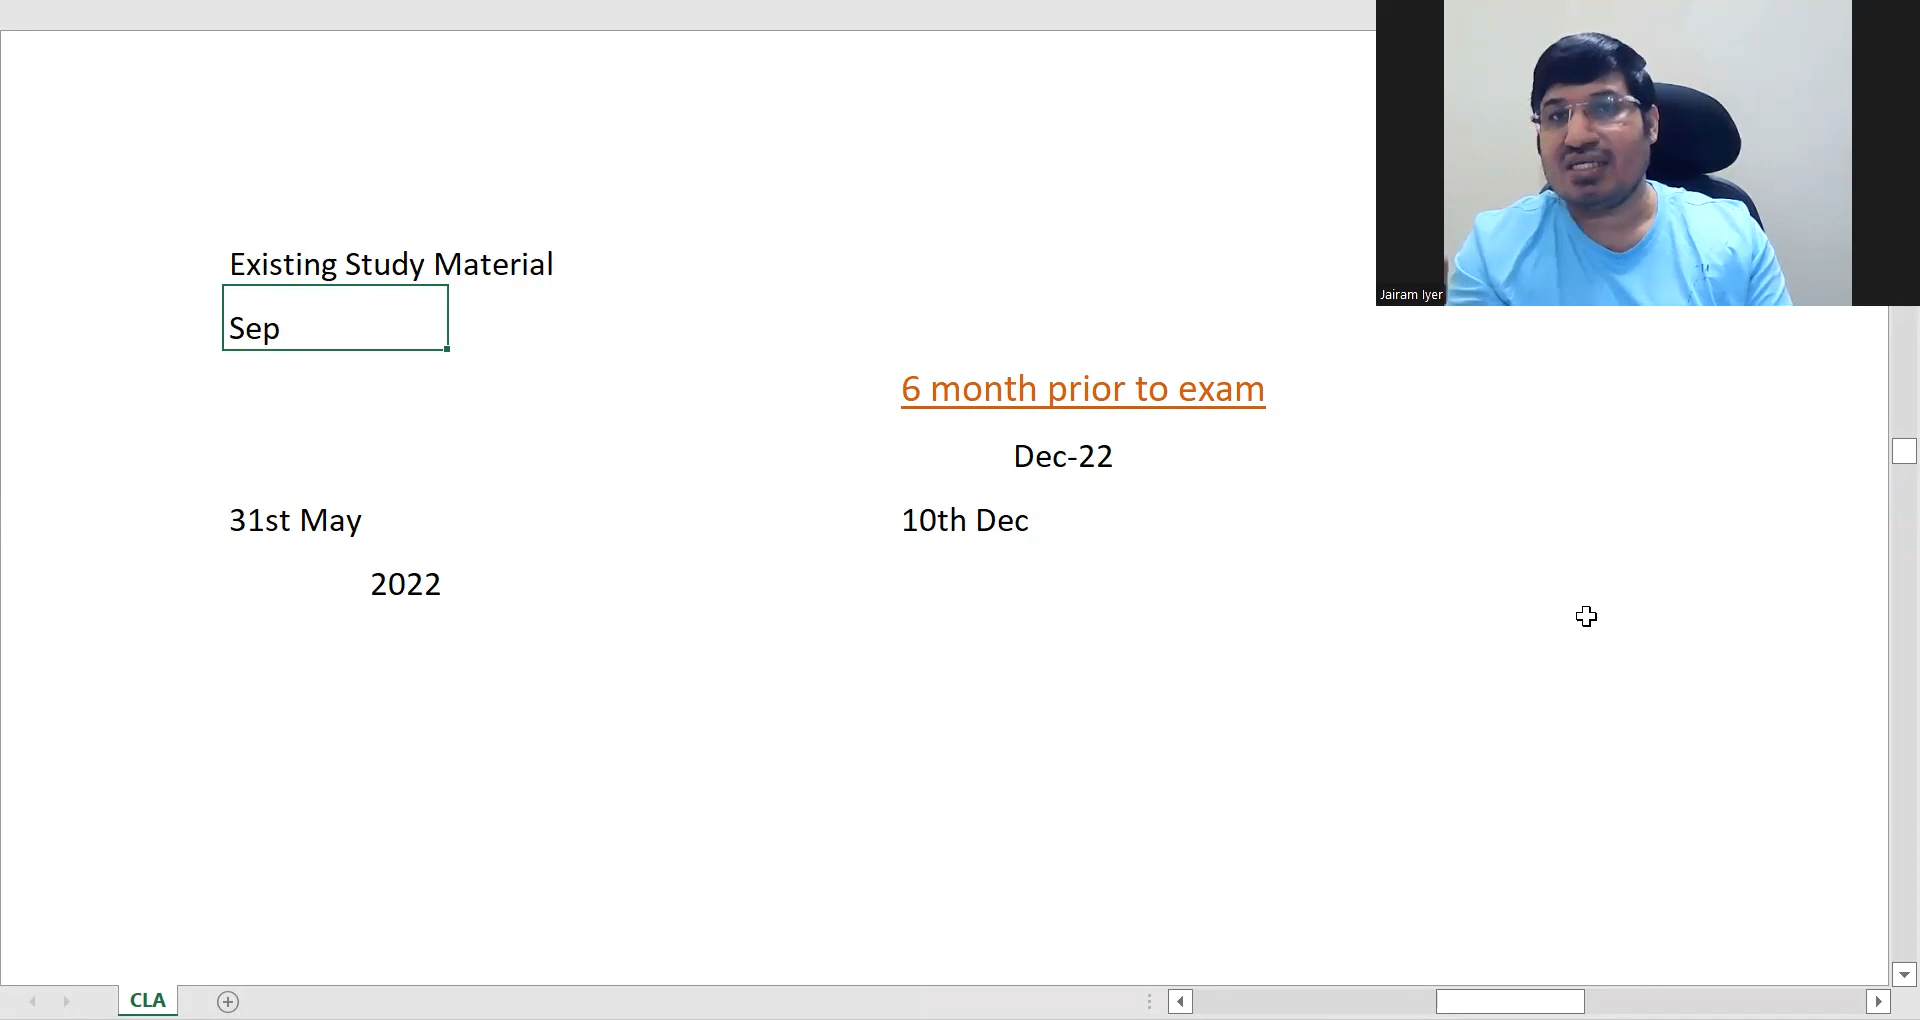 Jairam Iyer
Existing Study Material
Sep
6 month prior to exam
Dec-22
31st May
10th Dec
2022
CLA